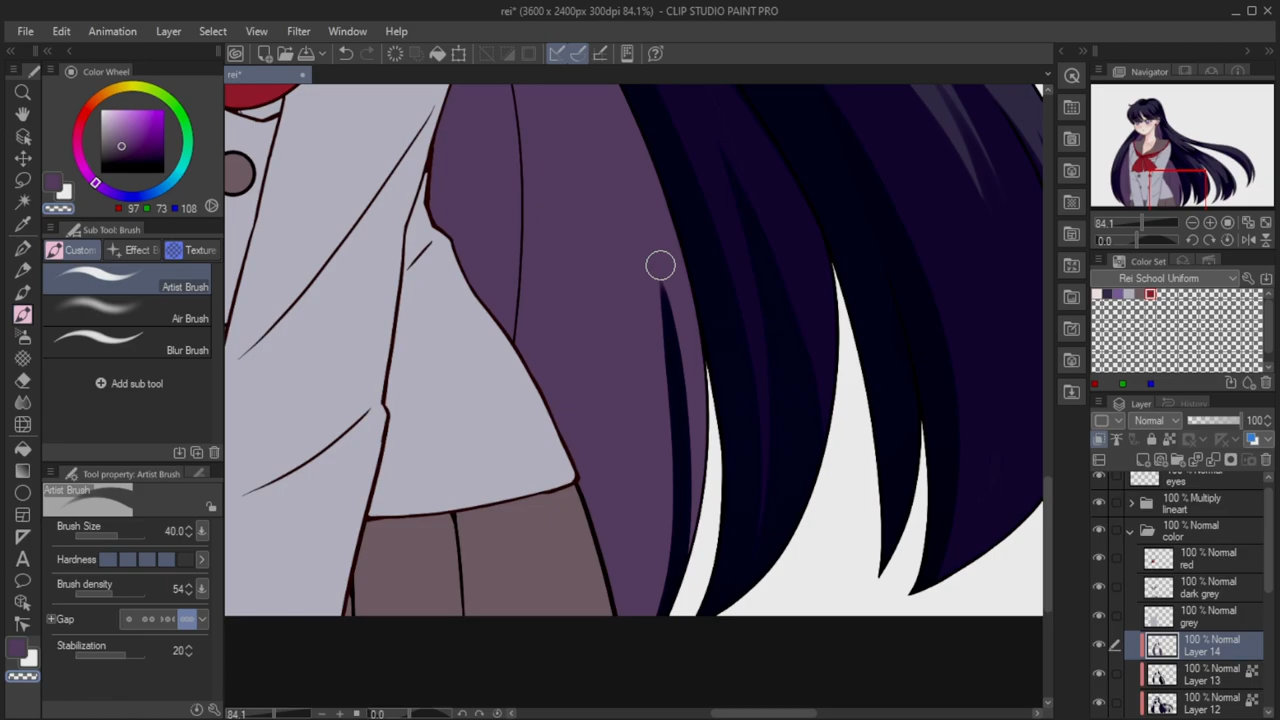 rei* (3600 x 2400px 300dpi 84.1%) - CLIP STUDIO PAINT PRO
File Edit Animation Layer Select View Filter Window Help
Color Wheel
rei*
Navigator
97 73 108
Sub Tool: Brush
Custom Effect B Texture
Artist Brush
Air Brush
Blur Brush
Add sub tool
84.1
0.0
Color Set
Rei School Uniform
Layer History
Normal 100
Tool property: Artist Brush
Artist Brush
Brush Size 40.0
Hardness
Brush density 54
Gap
Stabilization 20
eyes
100 % Multiply
lineart
100 % Normal
color
100 % Normal
red
100 % Normal
dark grey
100 % Normal
grey
100 % Normal
Layer 14
100 % Normal
Layer 13
100 % Normal
Layer 12
84.1 0.0